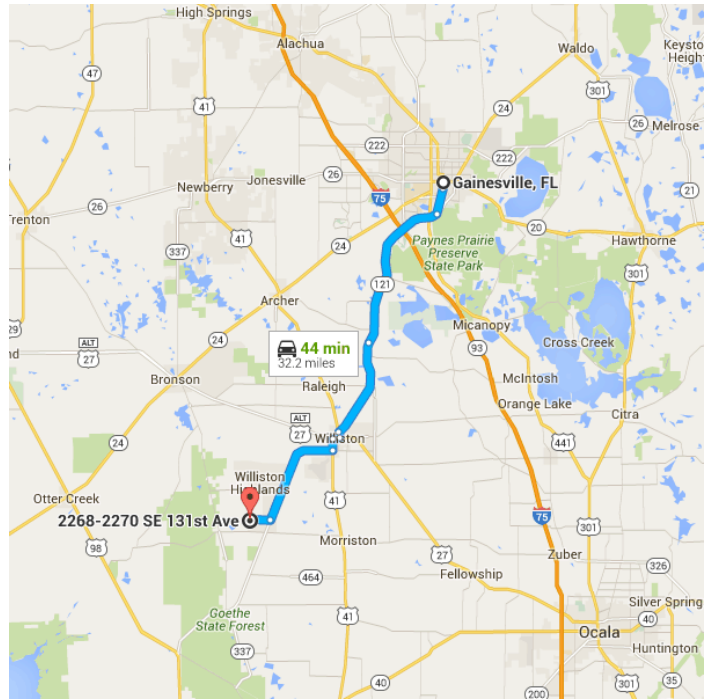 High Springs
Alachua
Waldo
Keyston
Height
47
41
24
301
26
Melrose
222
222
Jonesville
26
Newberry
75
Gainesville, FL
21
Trenton
26
20
Hawthorne
337
41
24
Paynes Prairie
Preserve
State Park
301
121
Archer
29
ALT
27
24
44 min
32.2 miles
Micanopy
93
Cross Creek
Bronson
Raleigh
McIntosh
Orange Lake
Citra
ALT
27
Williston
24
441
Williston
Highlands
Otter Creek
41
75
2268-2270 SE 131st Ave
98
Morriston
27
Zuber
464
326
Fellowship
Goethe
State Forest
41
Silver Spring
40
Ocala
337
Huntington
40
301
35
200